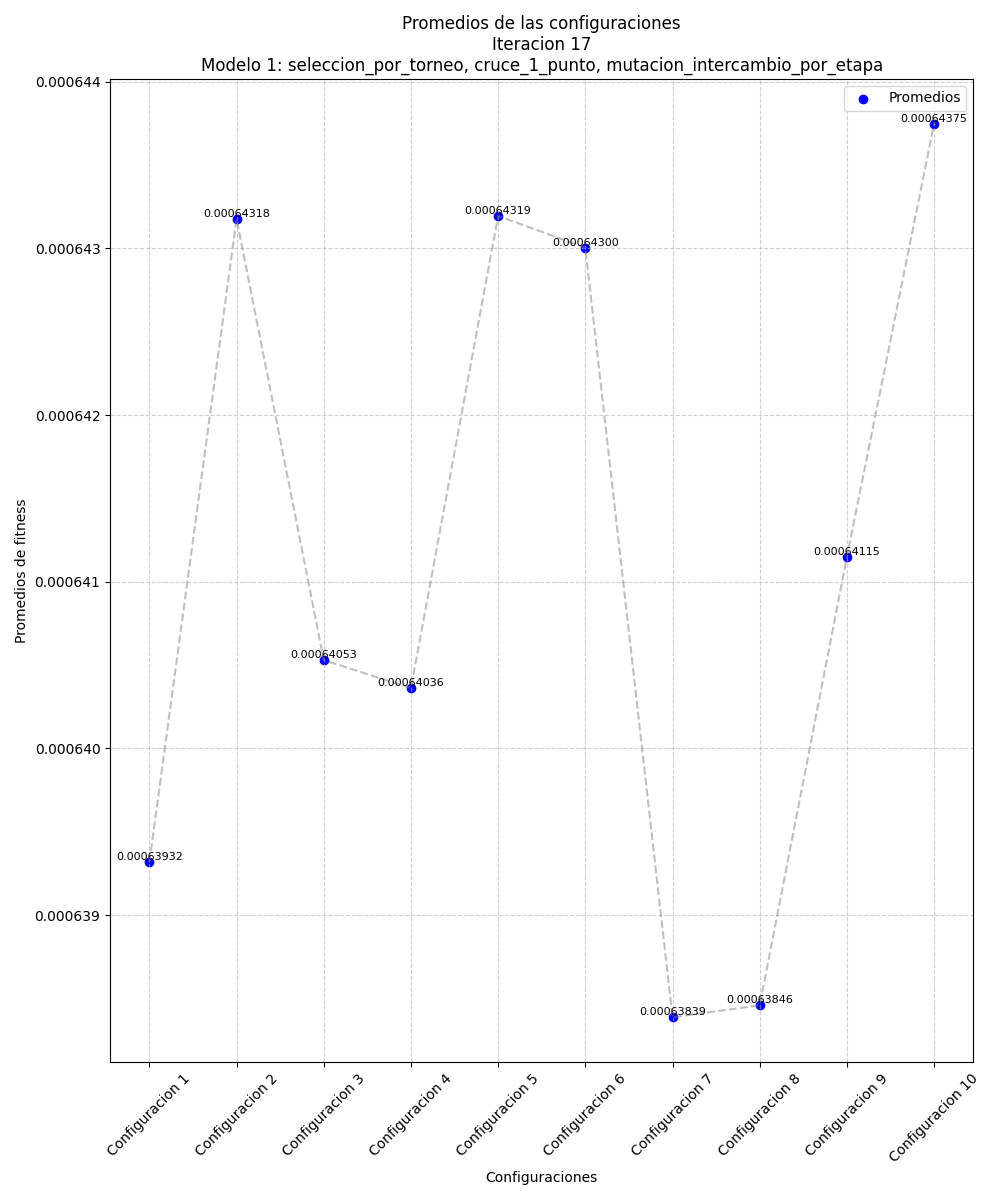 Promedios de las configuraciones
Iteracion 17
Modelo 1: seleccion_por_torneo, cruce_1_punto, mutacion_intercambio_por_etapa
Promedios
0.000644
0.000643
0.000642
0.000641
0.000640
0.000639
Promedios de fitness
0.00063932
0.00064318
0.00064053
0.00064036
0.00064319
0.00064300
0.00063839
0.00063846
0.00064115
0.00064375
Configuracion 1
Configuracion 2
Configuracion 3
Configuracion 4
Configuracion 5
Configuracion 6
Configuracion 7
Configuracion 8
Configuracion 9
Configuracion 10
Configuraciones